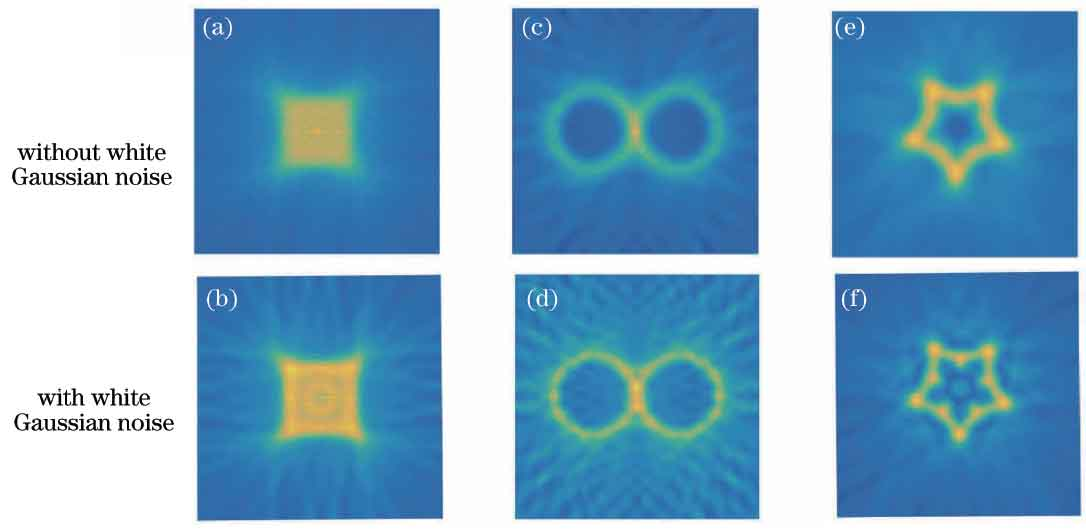 (a)
(c)
(e)
without white
Gaussian noise
(b)
(d)
(f)
with white
Gaussian noise